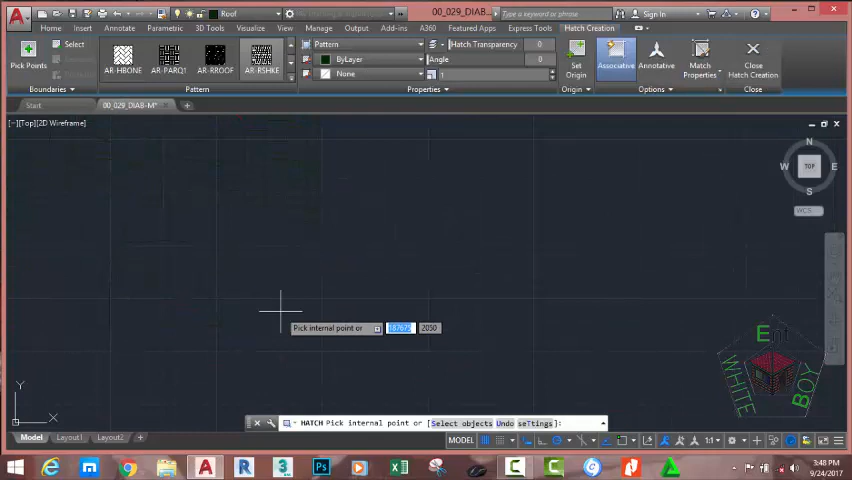 Roof
00_029_DIAB-M...
Type a keyword or phrase
Sign In
Home Insert Annotate Parametric 3D Tools Visualize View Manage Output Add-ins A360 Featured Apps Express Tools Hatch Creation
Pick Points
Select
AR-HBONE
AR-PARQ1
AR-RROOF
AR-RSHKE
Pattern
ByLayer
None
Hatch Transparency 0
Angle 0
1
Set Origin
Associative
Annotative
Match Properties
Close Hatch Creation
Boundaries
Pattern
Properties
Origin
Options
Close
Start
00_029_DIAB-M*
[−][Top][2D Wireframe]
N
W
TOP
E
S
WCS
Pick internal point or
2050
Ent
WHITE
BOY
Y
X
HATCH Pick internal point or [Select objects Undo seTtings]:
Model Layout1 Layout2 +
MODEL
1:1
3:48 PM
9/24/2017